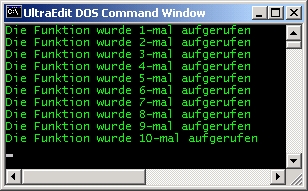 UltraEdit DOS Command Window
Die Funktion wurde 1-mal aufgerufen
Die Funktion wurde 2-mal aufgerufen
Die Funktion wurde 3-mal aufgerufen
Die Funktion wurde 4-mal aufgerufen
Die Funktion wurde 5-mal aufgerufen
Die Funktion wurde 6-mal aufgerufen
Die Funktion wurde 7-mal aufgerufen
Die Funktion wurde 8-mal aufgerufen
Die Funktion wurde 9-mal aufgerufen
Die Funktion wurde 10-mal aufgerufen